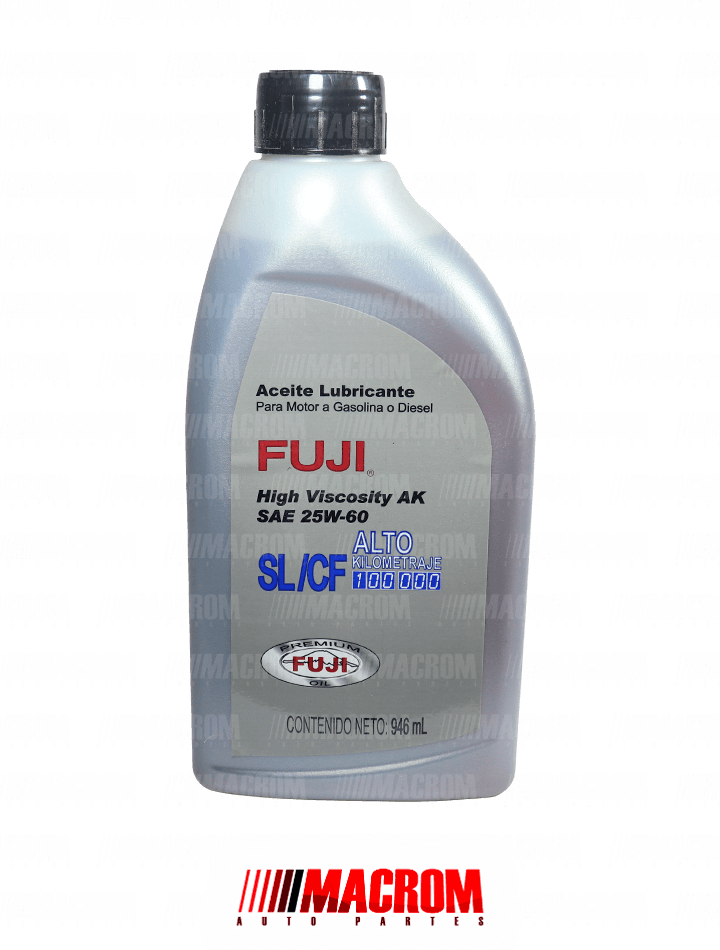 Aceite Lubricante
Para Motor a Gasolina o Diesel
FUJI®
High Viscosity AK
SAE 25W-60
SL/CF
ALTO
KILOMETRAJE
100 000
PREMIUM
FUJI
OIL
CONTENIDO NETO: 946 mL
MACROM
AUTO PARTES